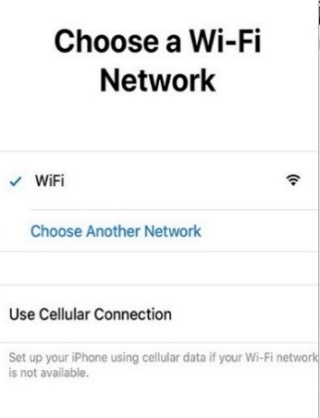 Choose a Wi-Fi
Network
WiFi
Choose Another Network
Use Cellular Connection
Set up your iPhone using cellular data if your Wi-Fi network
is not available.